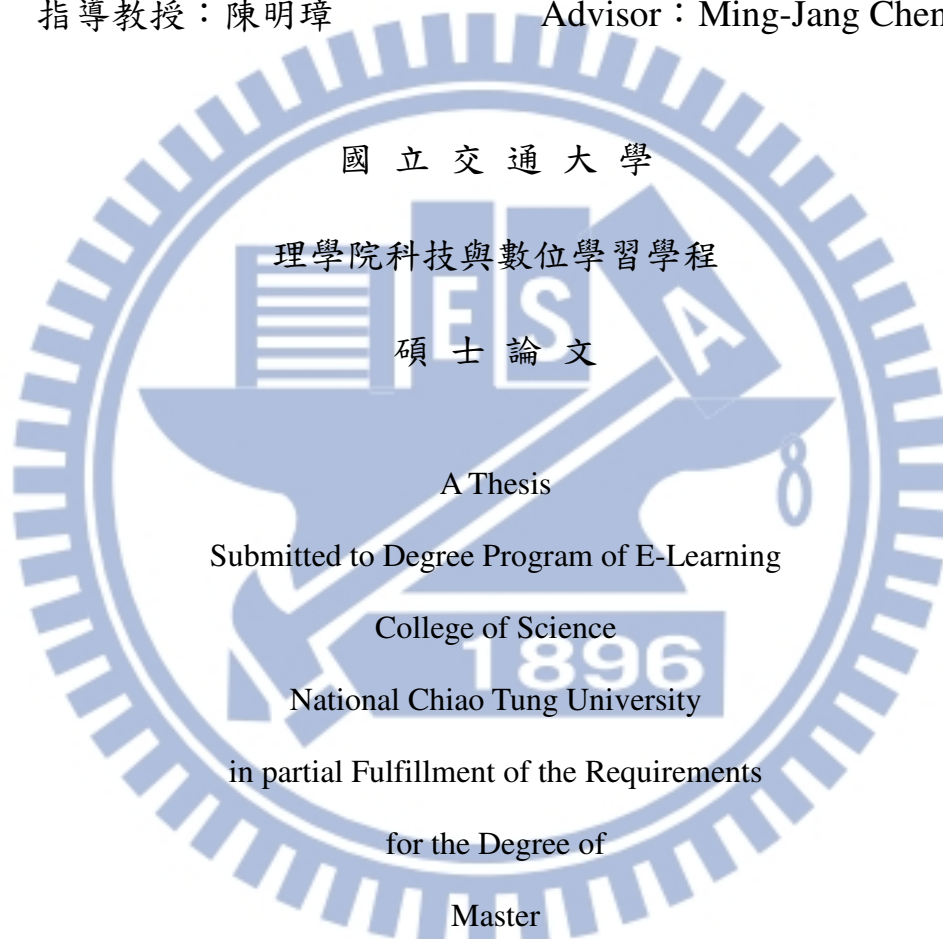 指導教授：陳明璋 Advisor：Ming-Jang Chen
國 立 交 通 大 學
理學院科技與數位學習學程
ES A
碩 士 論 文
A Thesis
Submitted to Degree Program of E-Learning
College of Science
1896
National Chiao Tung University
in partial Fulfillment of the Requirements
for the Degree of
Master